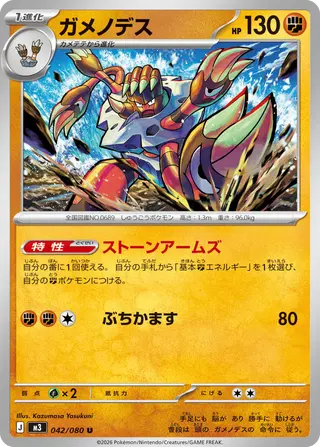 1進化 ガメノデス HP 130
カメテテから進化
全国図鑑NO.0689 しゅうごうポケモン 高さ：1.3m 重さ：96.0kg
特性 ストーンアームズ
自分の番に1回使える。自分の手札から「基本エネルギー」を1枚選び、
自分のポケモンにつける。
ぶちかます 80
Illus. Kazumasa Yasukuni
弱点 ×2 抵抗力 にげる
J m3 042/080 U
©2026 Pokémon/Nintendo/Creatures/GAME FREAK.